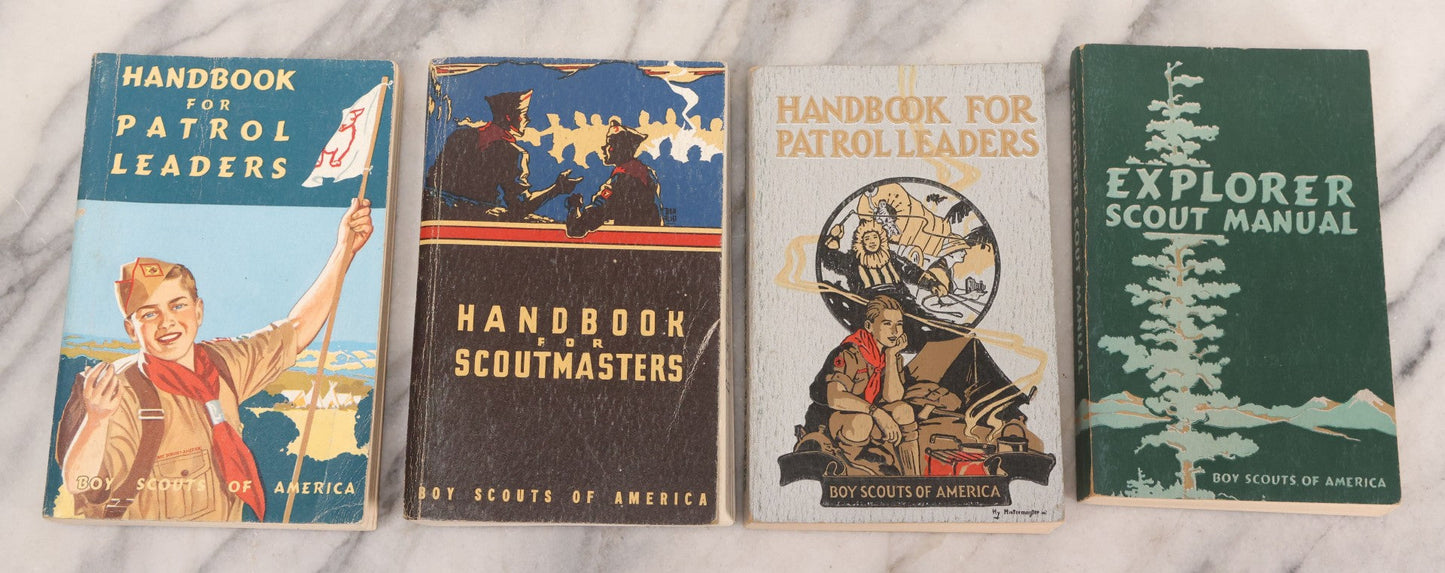 HANDBOOK
FOR
PATROL
LEADERS
BOY SCOUTS OF AMERICA
HANDBOOK
FOR
SCOUTMASTERS
BOY SCOUTS OF AMERICA
HANDBOOK FOR
PATROL LEADERS
BOY SCOUTS OF AMERICA
EXPLORER
SCOUT MANUAL
BOY SCOUTS OF AMERICA